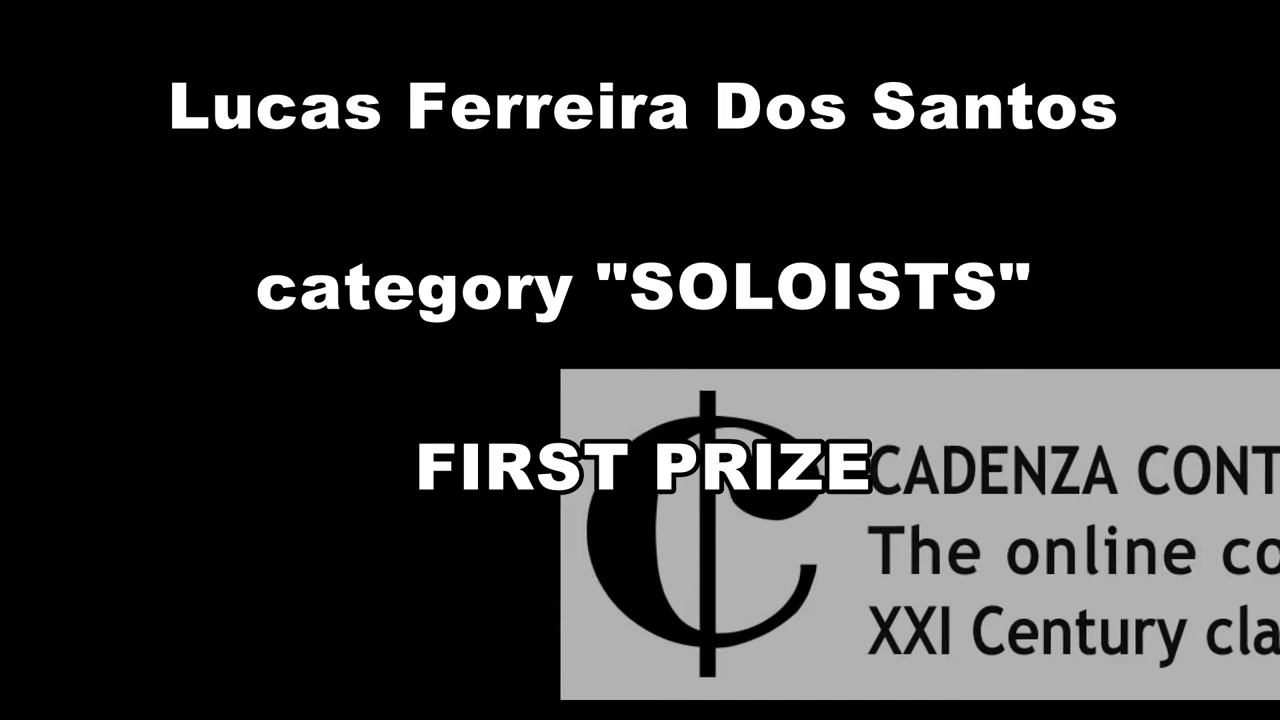 Lucas Ferreira Dos Santos
category "SOLOISTS"
FIRST PRIZE
CADENZA CONT
The online co
XXI Century cla